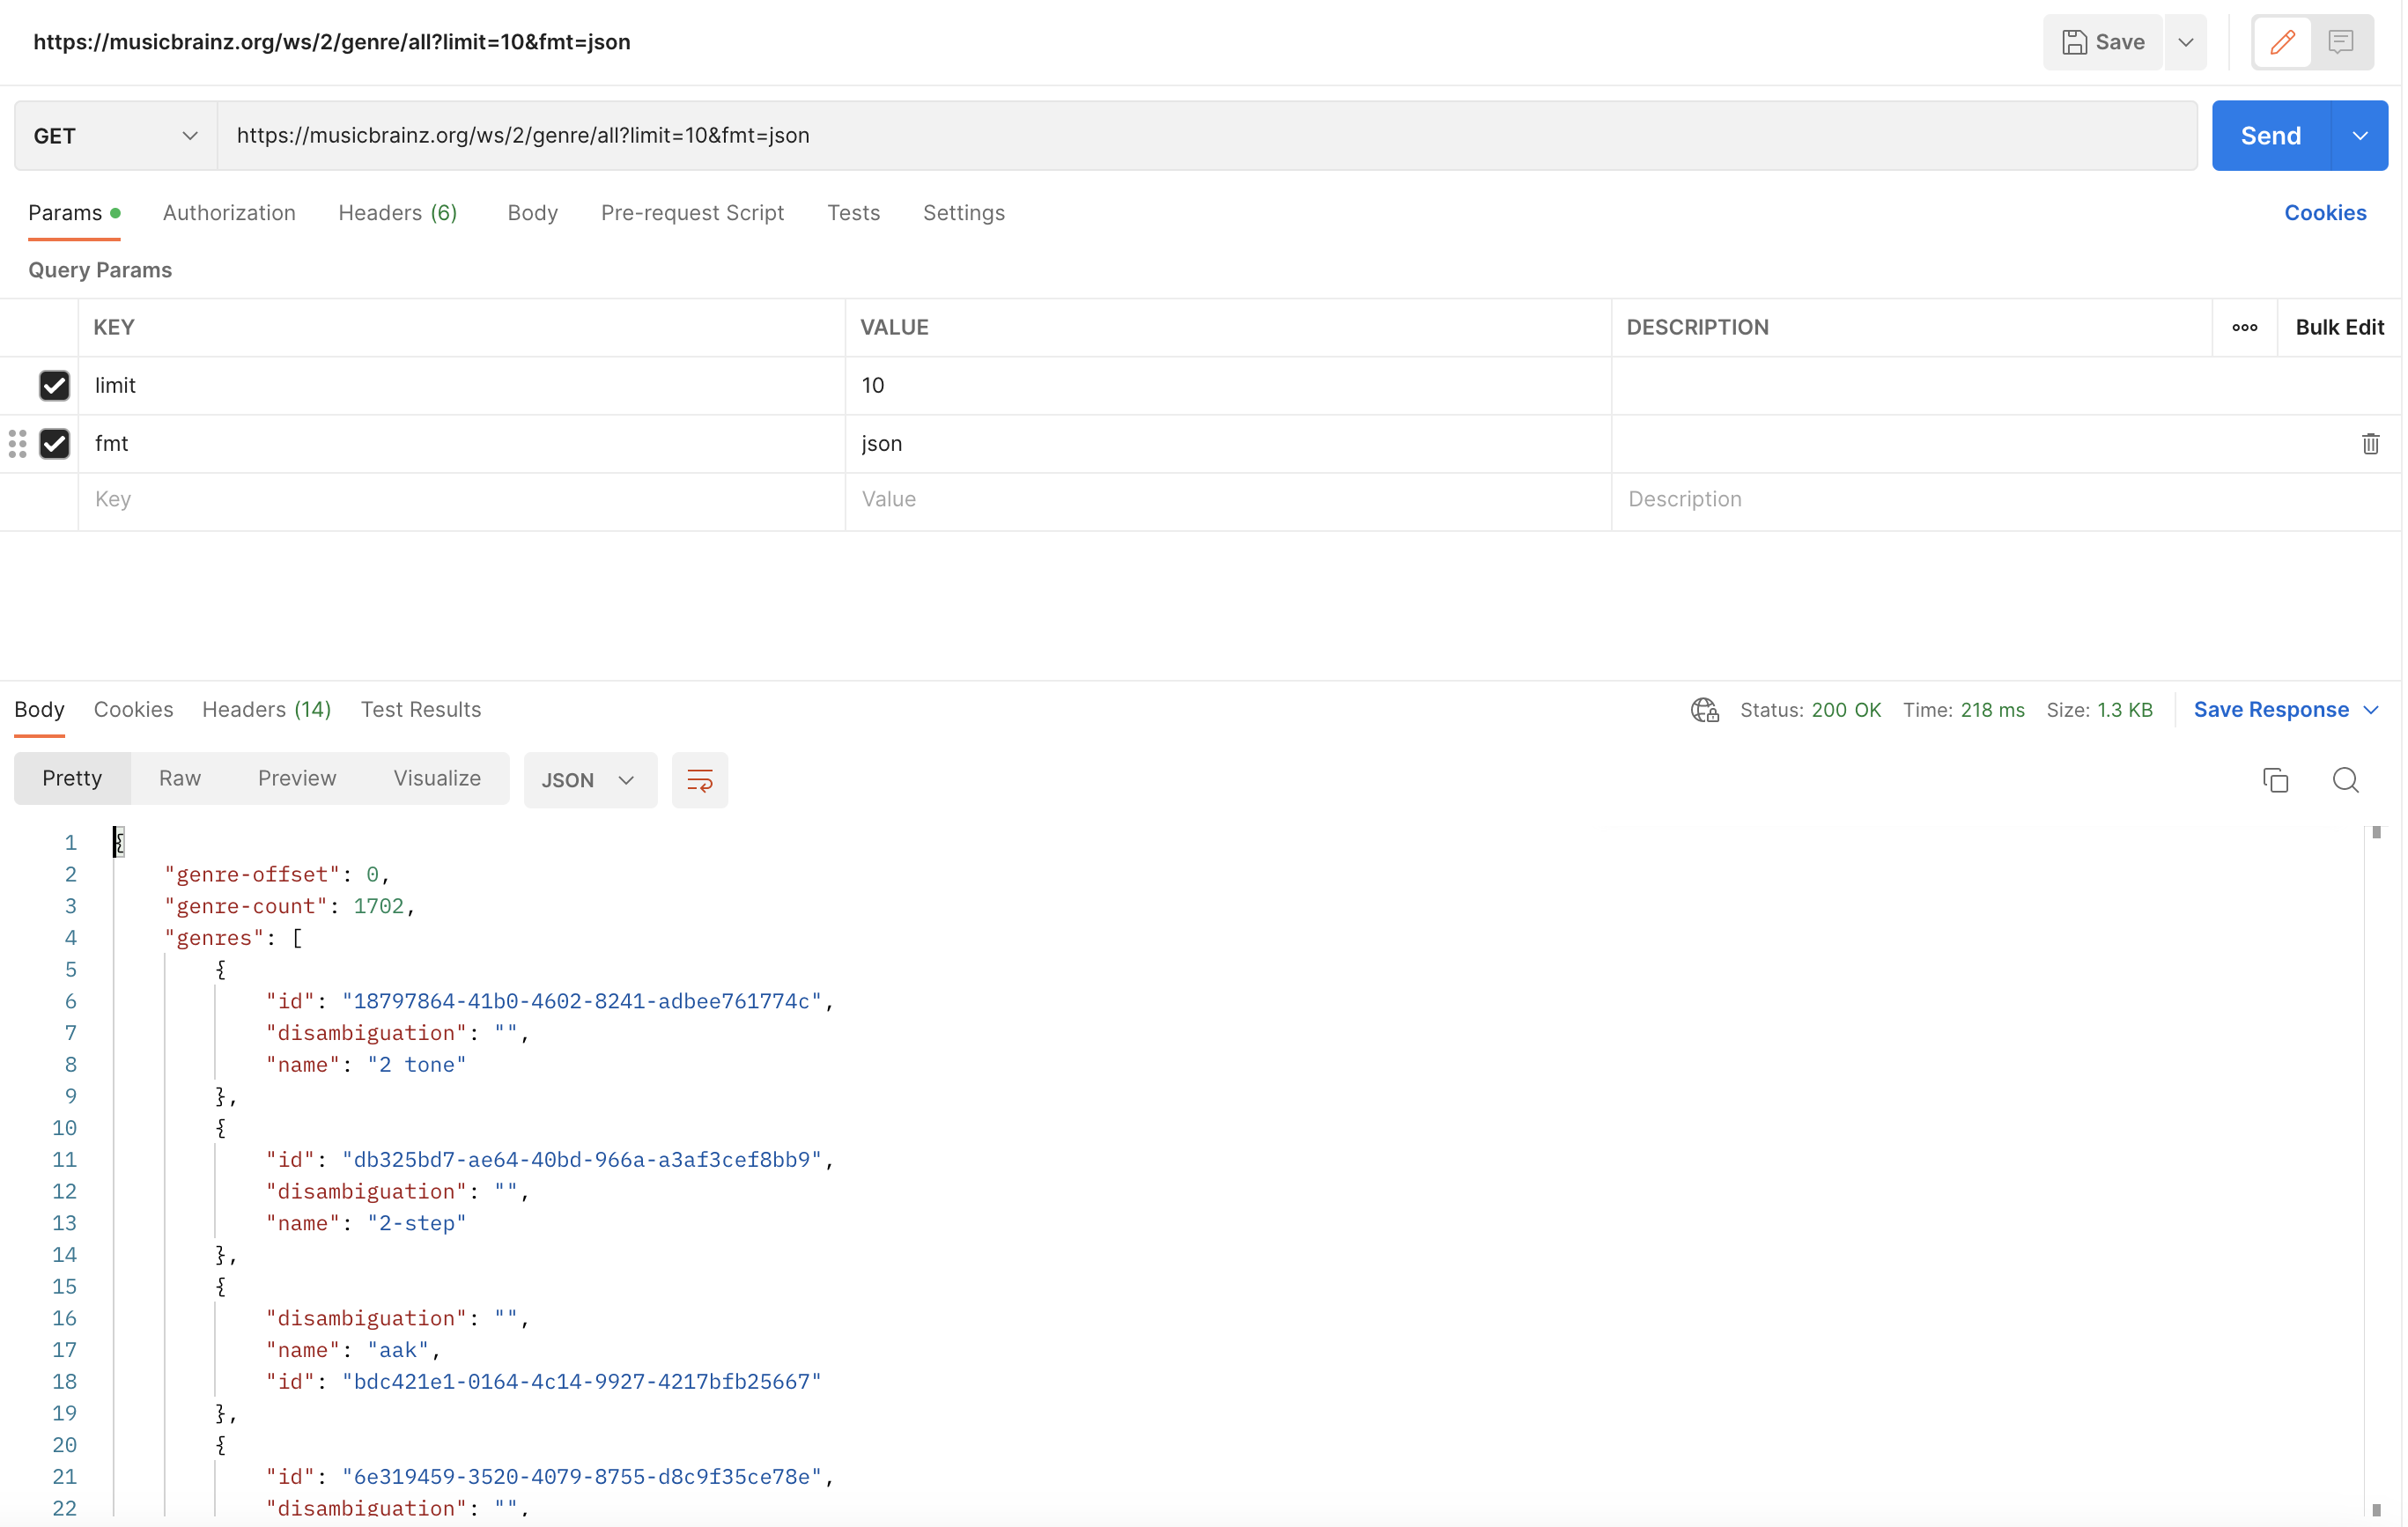 https://musicbrainz.org/ws/2/genre/all?limit=10&fmt=json
Save
GET
https://musicbrainz.org/ws/2/genre/all?limit=10&fmt=json
Send
Params Authorization Headers (6) Body Pre-request Script Tests Settings Cookies
Query Params
KEY VALUE DESCRIPTION Bulk Edit
limit 10
fmt json
Key Value Description
Body Cookies Headers (14) Test Results Status: 200 OK Time: 218 ms Size: 1.3 KB Save Response
Pretty Raw Preview Visualize JSON
1 {
2 "genre-offset": 0,
3 "genre-count": 1702,
4 "genres": [
5 {
6 "id": "18797864-41b0-4602-8241-adbee761774c",
7 "disambiguation": "",
8 "name": "2 tone"
9 },
10 {
11 "id": "db325bd7-ae64-40bd-966a-a3af3cef8bb9",
12 "disambiguation": "",
13 "name": "2-step"
14 },
15 {
16 "disambiguation": "",
17 "name": "aak",
18 "id": "bdc421e1-0164-4c14-9927-4217bfb25667"
19 },
20 {
21 "id": "6e319459-3520-4079-8755-d8c9f35ce78e",
22 "disambiguation": "",